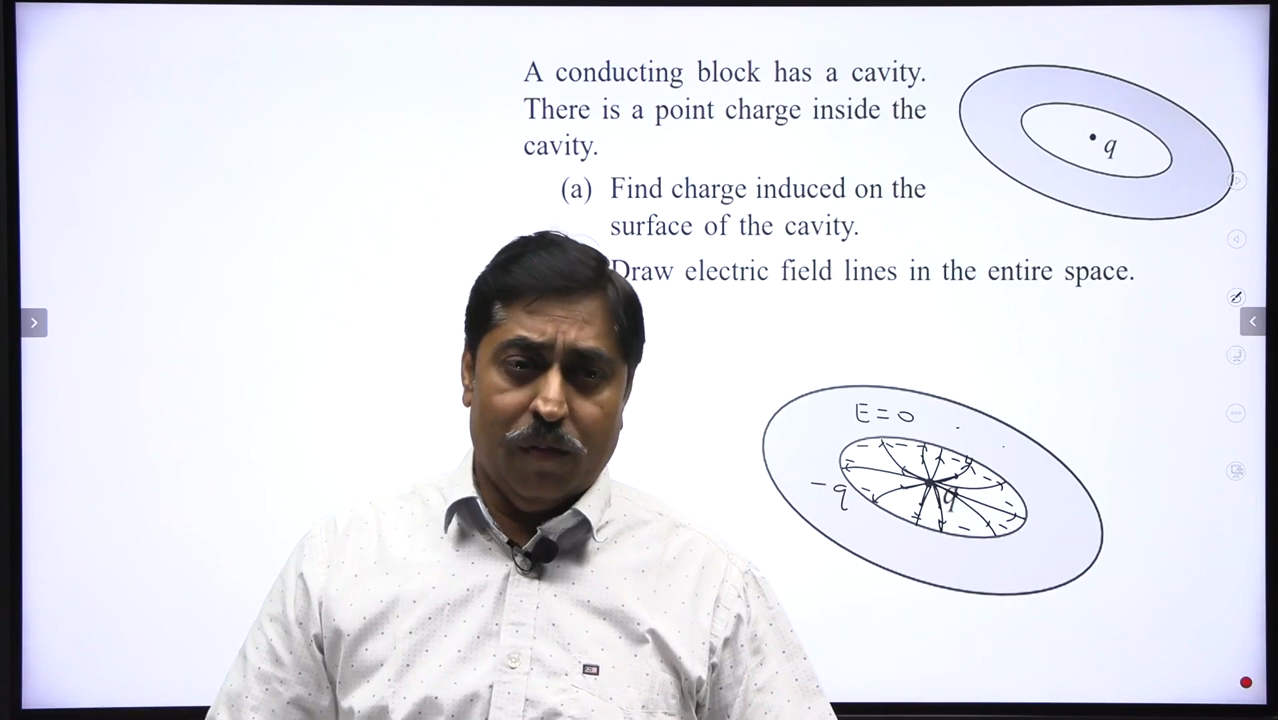 A conducting block has a cavity.
There is a point charge inside the
cavity.
(a) Find charge induced on the
surface of the cavity.
Draw electric field lines in the entire space.
q
E = 0
-q
q